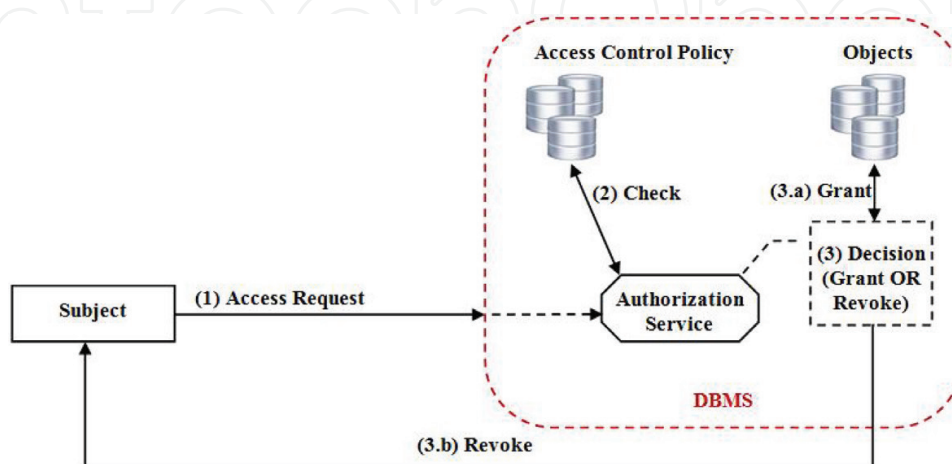 Access Control Policy
Objects
(2) Check
(3.a) Grant
(3) Decision
(Grant OR
Revoke)
Subject
(1) Access Request
Authorization
Service
DBMS
(3.b) Revoke